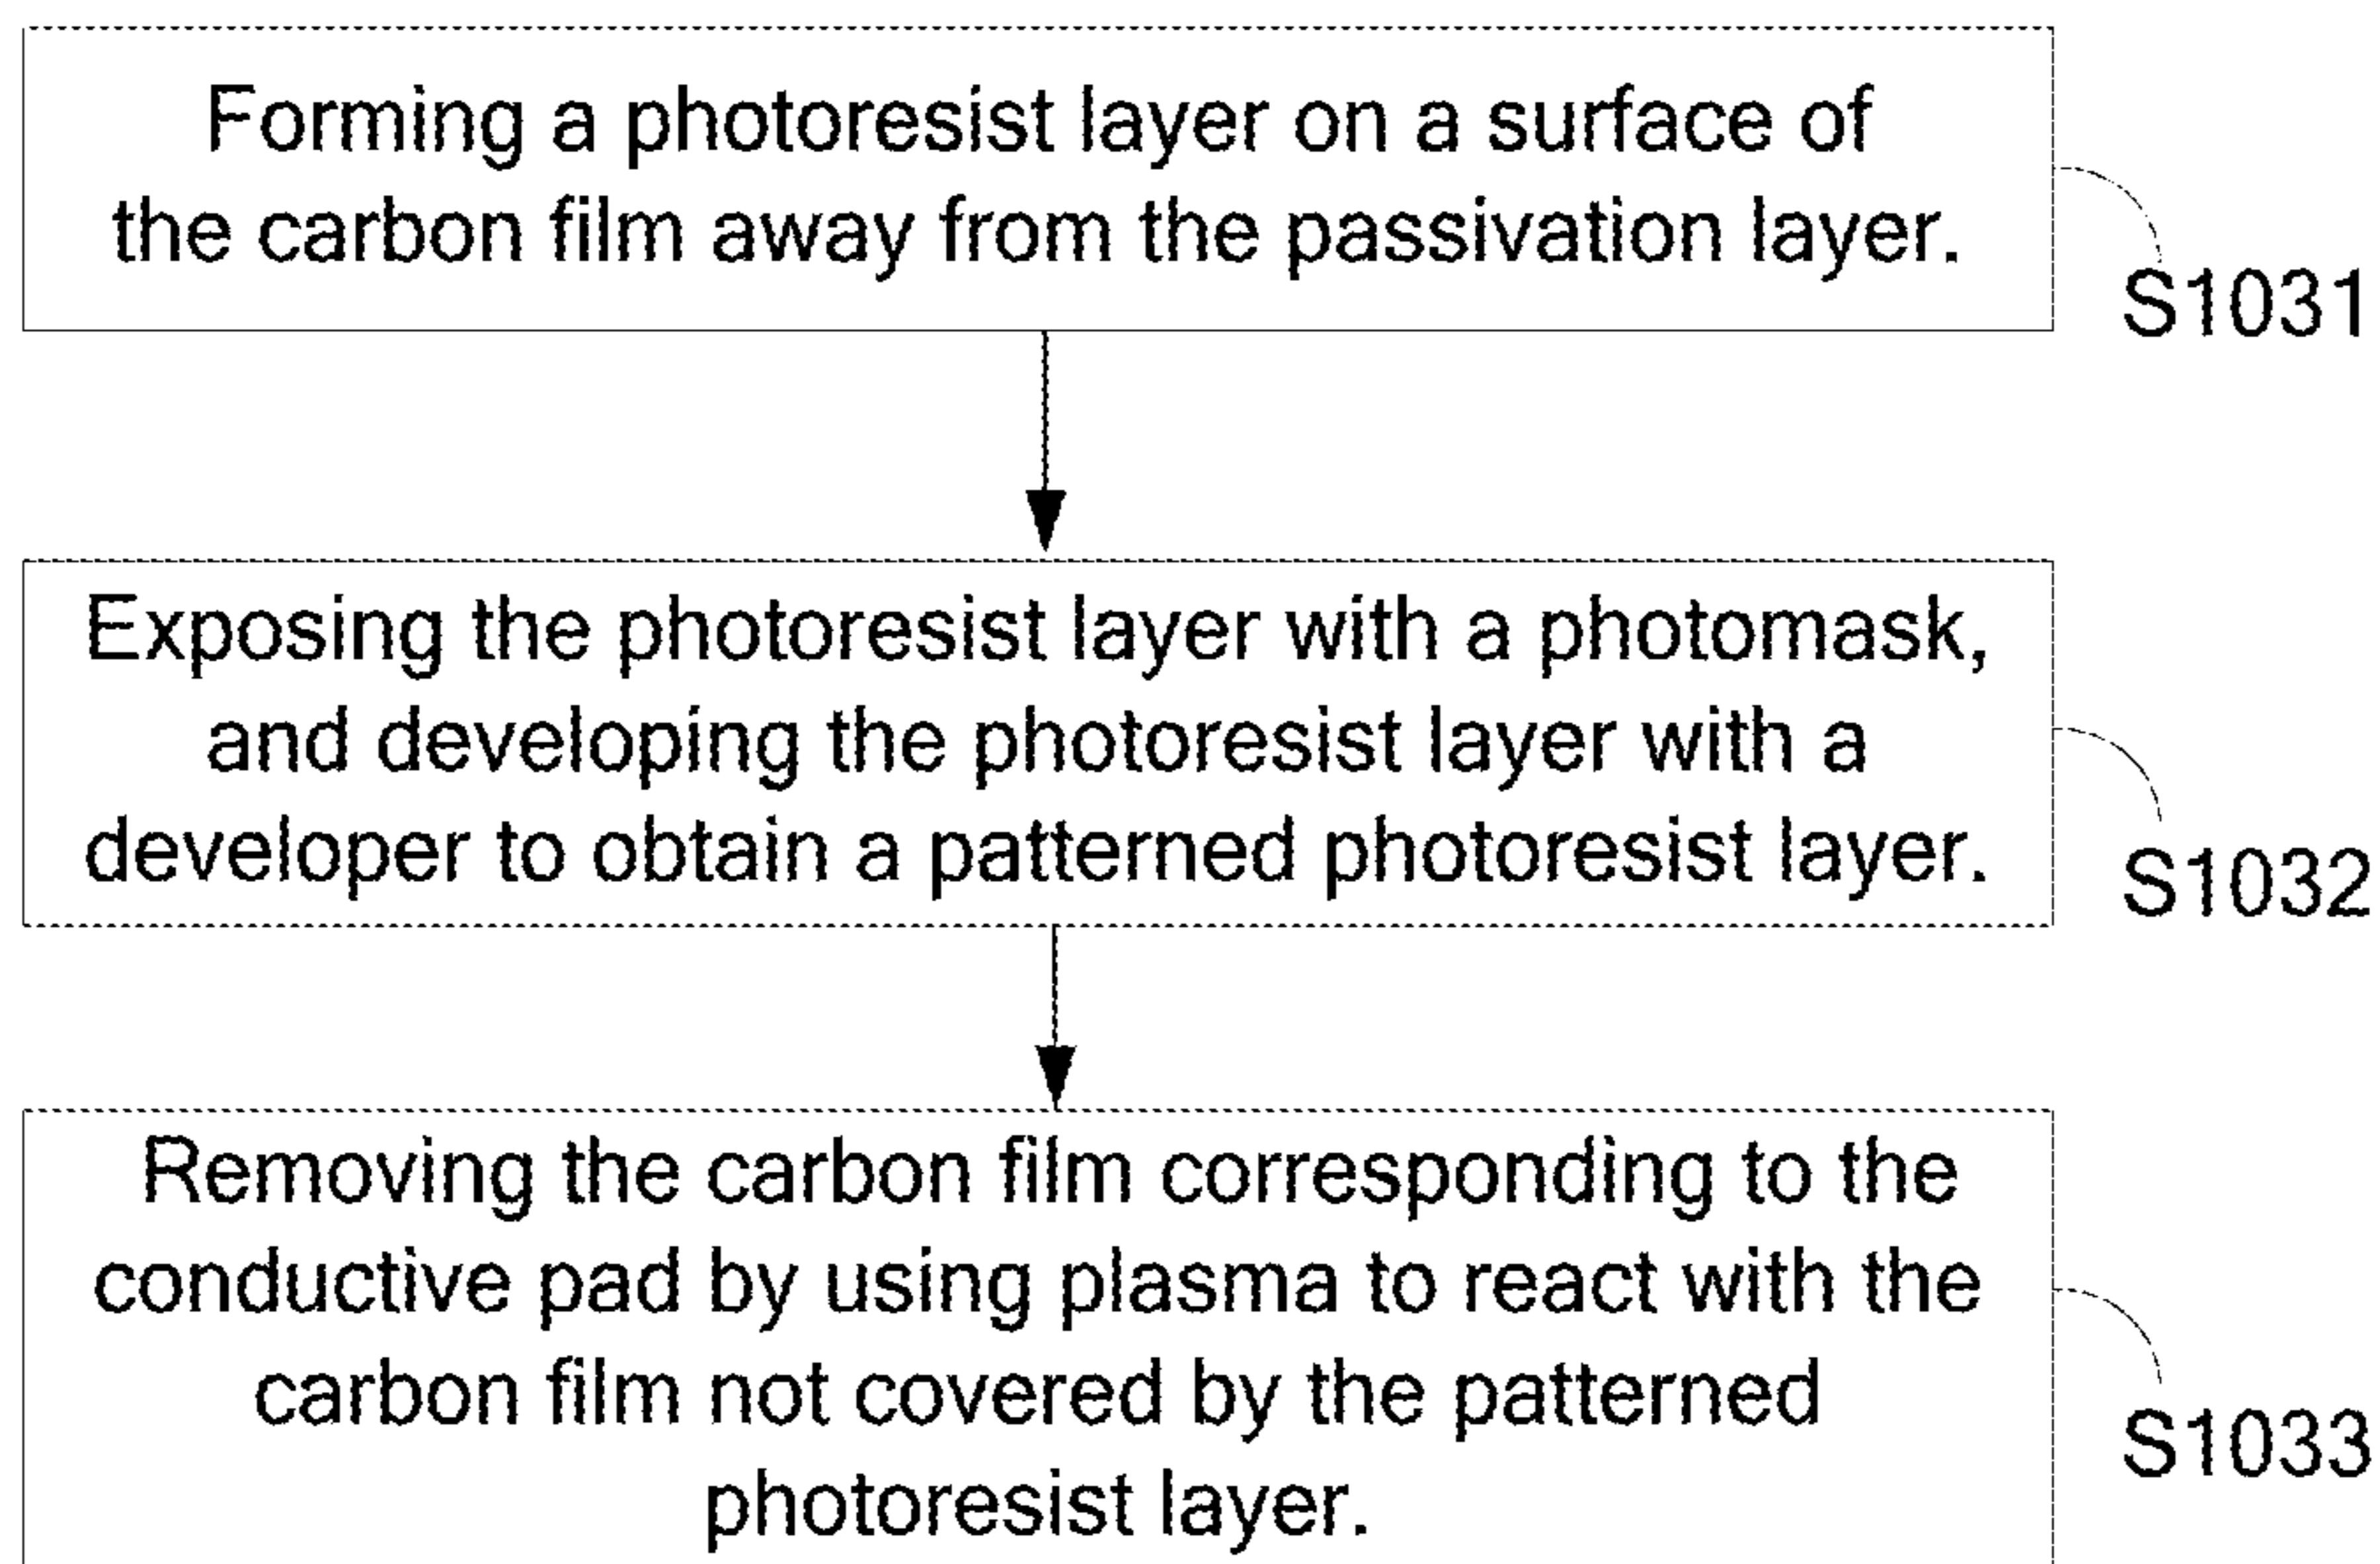 Forming a photoresist layer on a surface of
the carbon film away from the passivation layer.
S1031
Exposing the photoresist layer with a photomask,
and developing the photoresist layer with a
developer to obtain a patterned photoresist layer.
S1032
Removing the carbon film corresponding to the
conductive pad by using plasma to react with the
carbon film not covered by the patterned
photoresist layer.
S1033